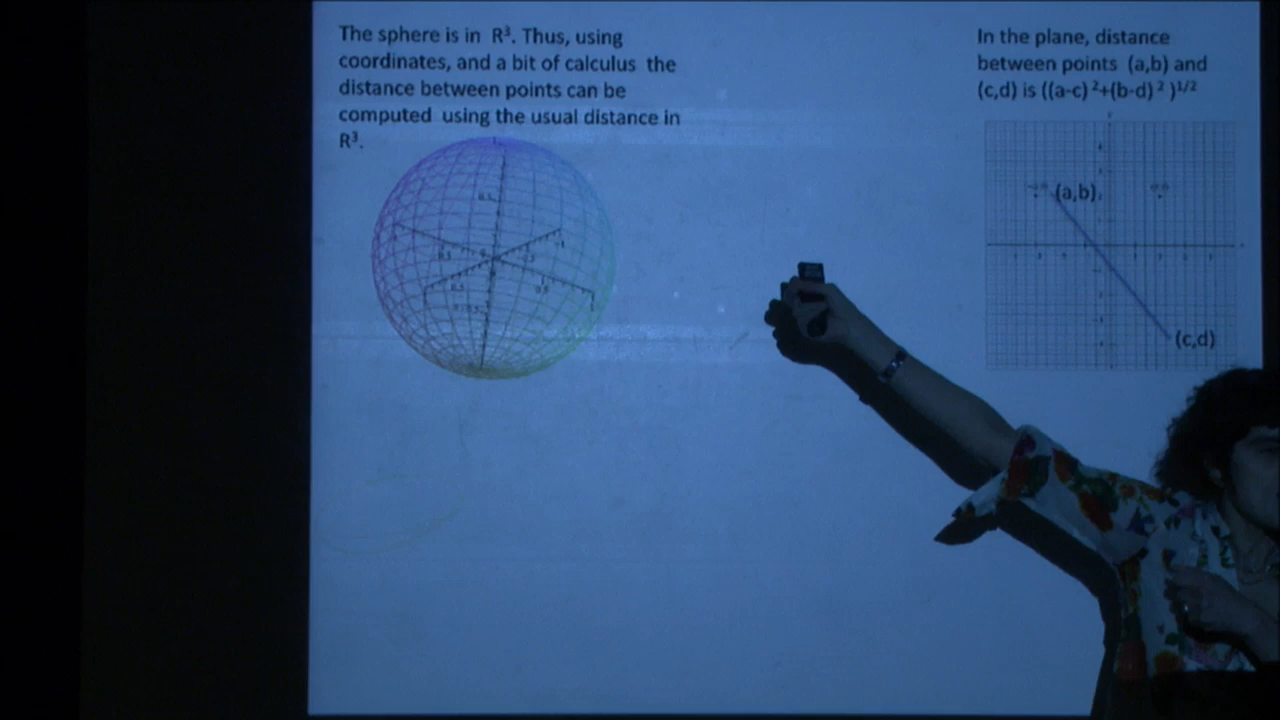 The sphere is in R³. Thus, using
coordinates, and a bit of calculus the
distance between points can be
computed using the usual distance in
R³.
In the plane, distance
between points (a,b) and
(c,d) is ((a-c) ²+(b-d) ² )¹/²
(a,b)
(c,d)